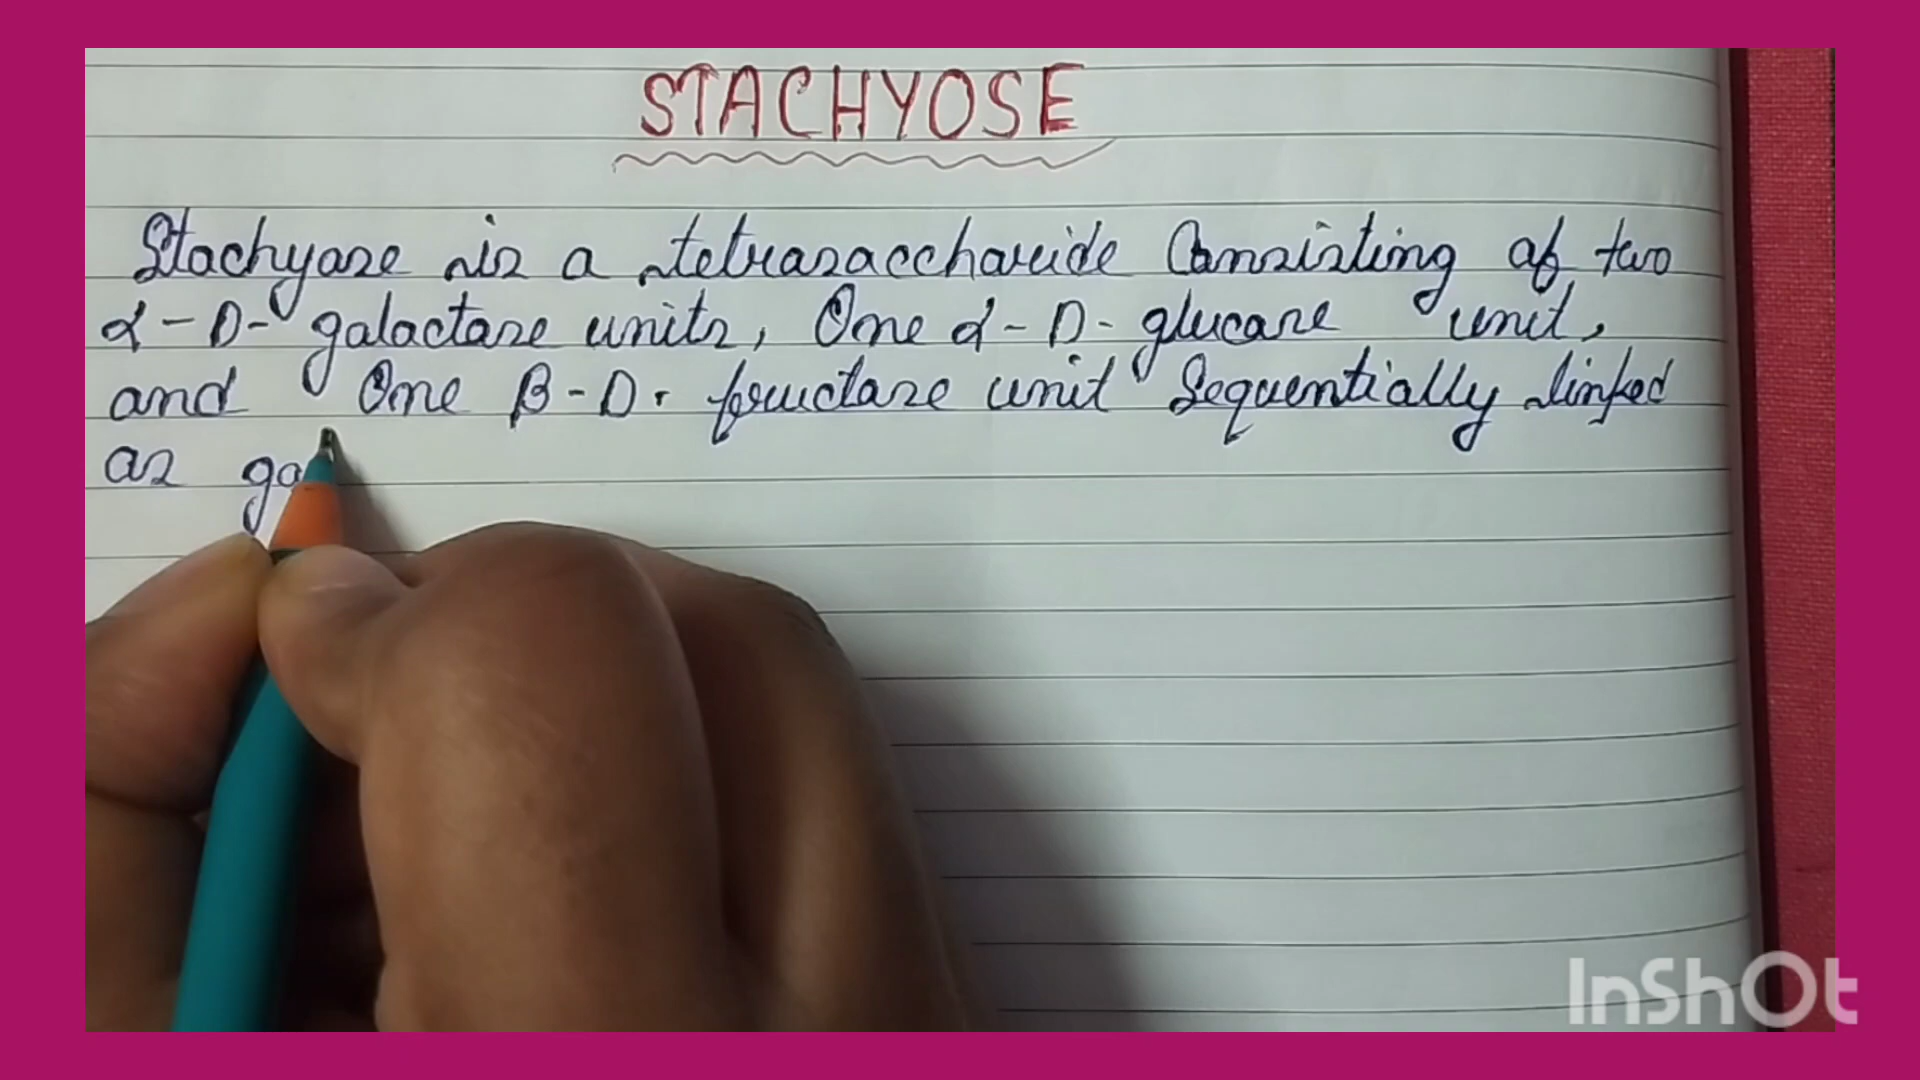 STACHYOSE
Stachyose is a tetrasaccharide Consisting of two
α-D- galactose units, One α-D- glucose unit,
and One β-D- fructose unit Sequentially linked
as ga
InShOt